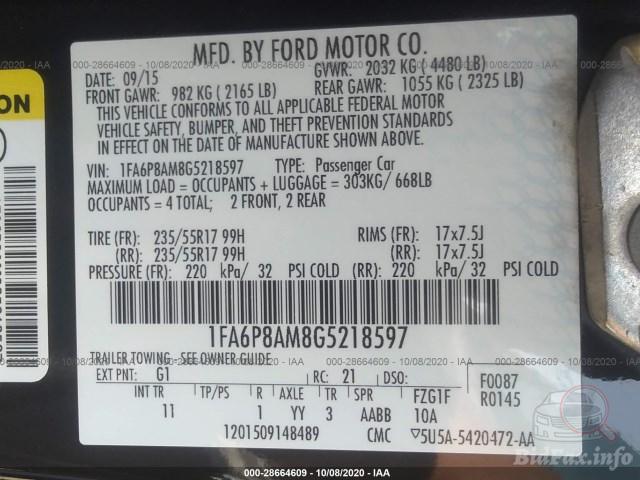 000-28664609 - 10/08/2020 - IAA
MFD. BY FORD MOTOR CO.
DATE: 09/15 GVWR: 2032 KG ( 4480 LB)
FRONT GAWR: 982 KG ( 2165 LB) REAR GAWR: 1055 KG ( 2325 LB)
THIS VEHICLE CONFORMS TO ALL APPLICABLE FEDERAL MOTOR
VEHICLE SAFETY, BUMPER, AND THEFT PREVENTION STANDARDS
IN EFFECT ON THE DATE OF MANUFACTURE SHOWN ABOVE.
VIN: 1FA6P8AM8G5218597 TYPE: Passenger Car
MAXIMUM LOAD = OCCUPANTS + LUGGAGE = 303KG/ 668LB
OCCUPANTS = 4 TOTAL; 2 FRONT, 2 REAR
TIRE (FR): 235/55R17 99H RIMS (FR): 17x7.5J
(RR): 235/55R17 99H (RR): 17x7.5J
PRESSURE (FR): 220 kPa/ 32 PSI COLD (RR): 220 kPa/ 32 PSI COLD
1FA6P8AM8G5218597
TRAILER TOWING - SEE OWNER GUIDE
EXT PNT: G1 RC: 21 DSO: F0087
INT TR TP/PS R AXLE TR SPR FZG1F R0145
11 1 YY 3 AABB 10A
1201509148489 CMC ▽5U5A-5420472-AA
BidFax.info
000-28664609 - 10/08/2020 - IAA